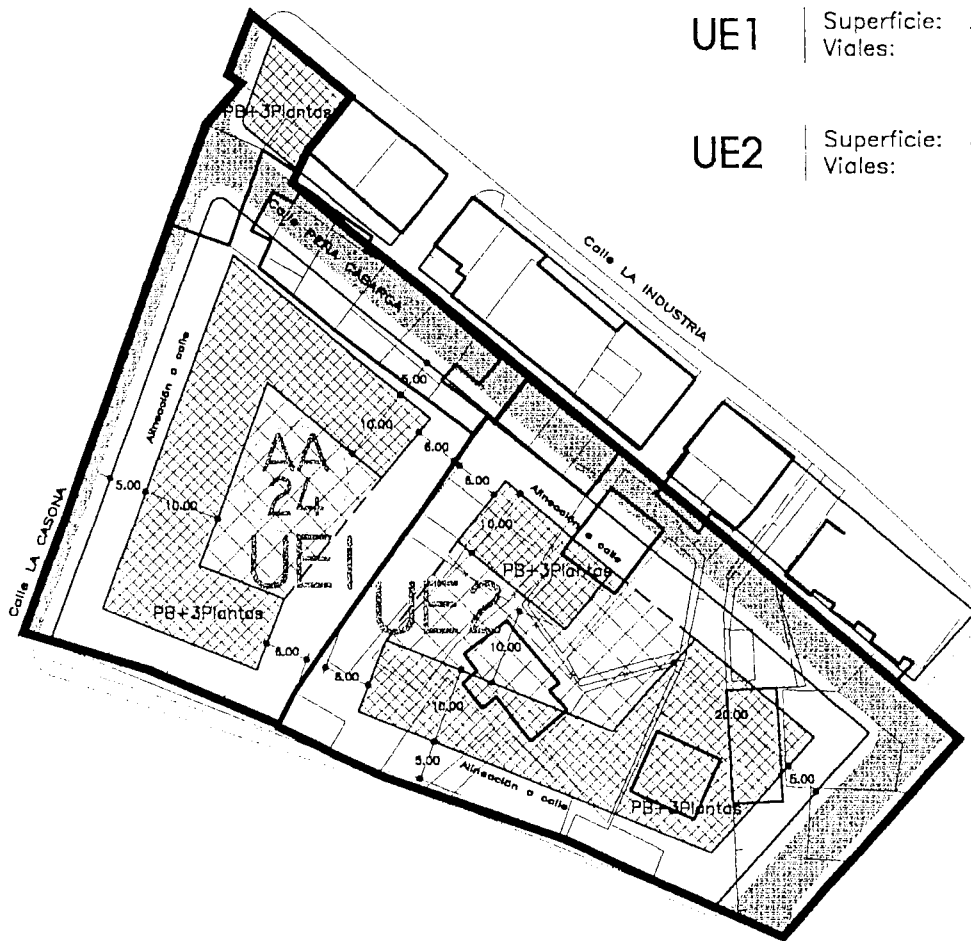 UE1
Superficie:
Viales:
UE2
Superficie:
Viales:
PB+3Plantas
Calle PEÑA CABARGA
Calle LA INDUSTRIA
Alineación a calle
5.00
10.00
6.00
6.00
5.00
10.00
AA
24
UE1
Alineación a calle
10.00
PB+3Plantas
UE2
Calle LA CASONA
PB+3Plantas
6.00
6.00
10.00
10.00
20.00
5.00
5.00
Alineación a calle
PB+3Plantas